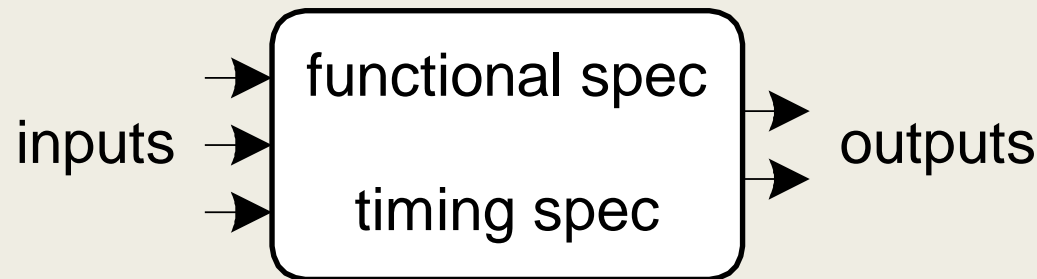 functional spec
inputs
outputs
timing spec